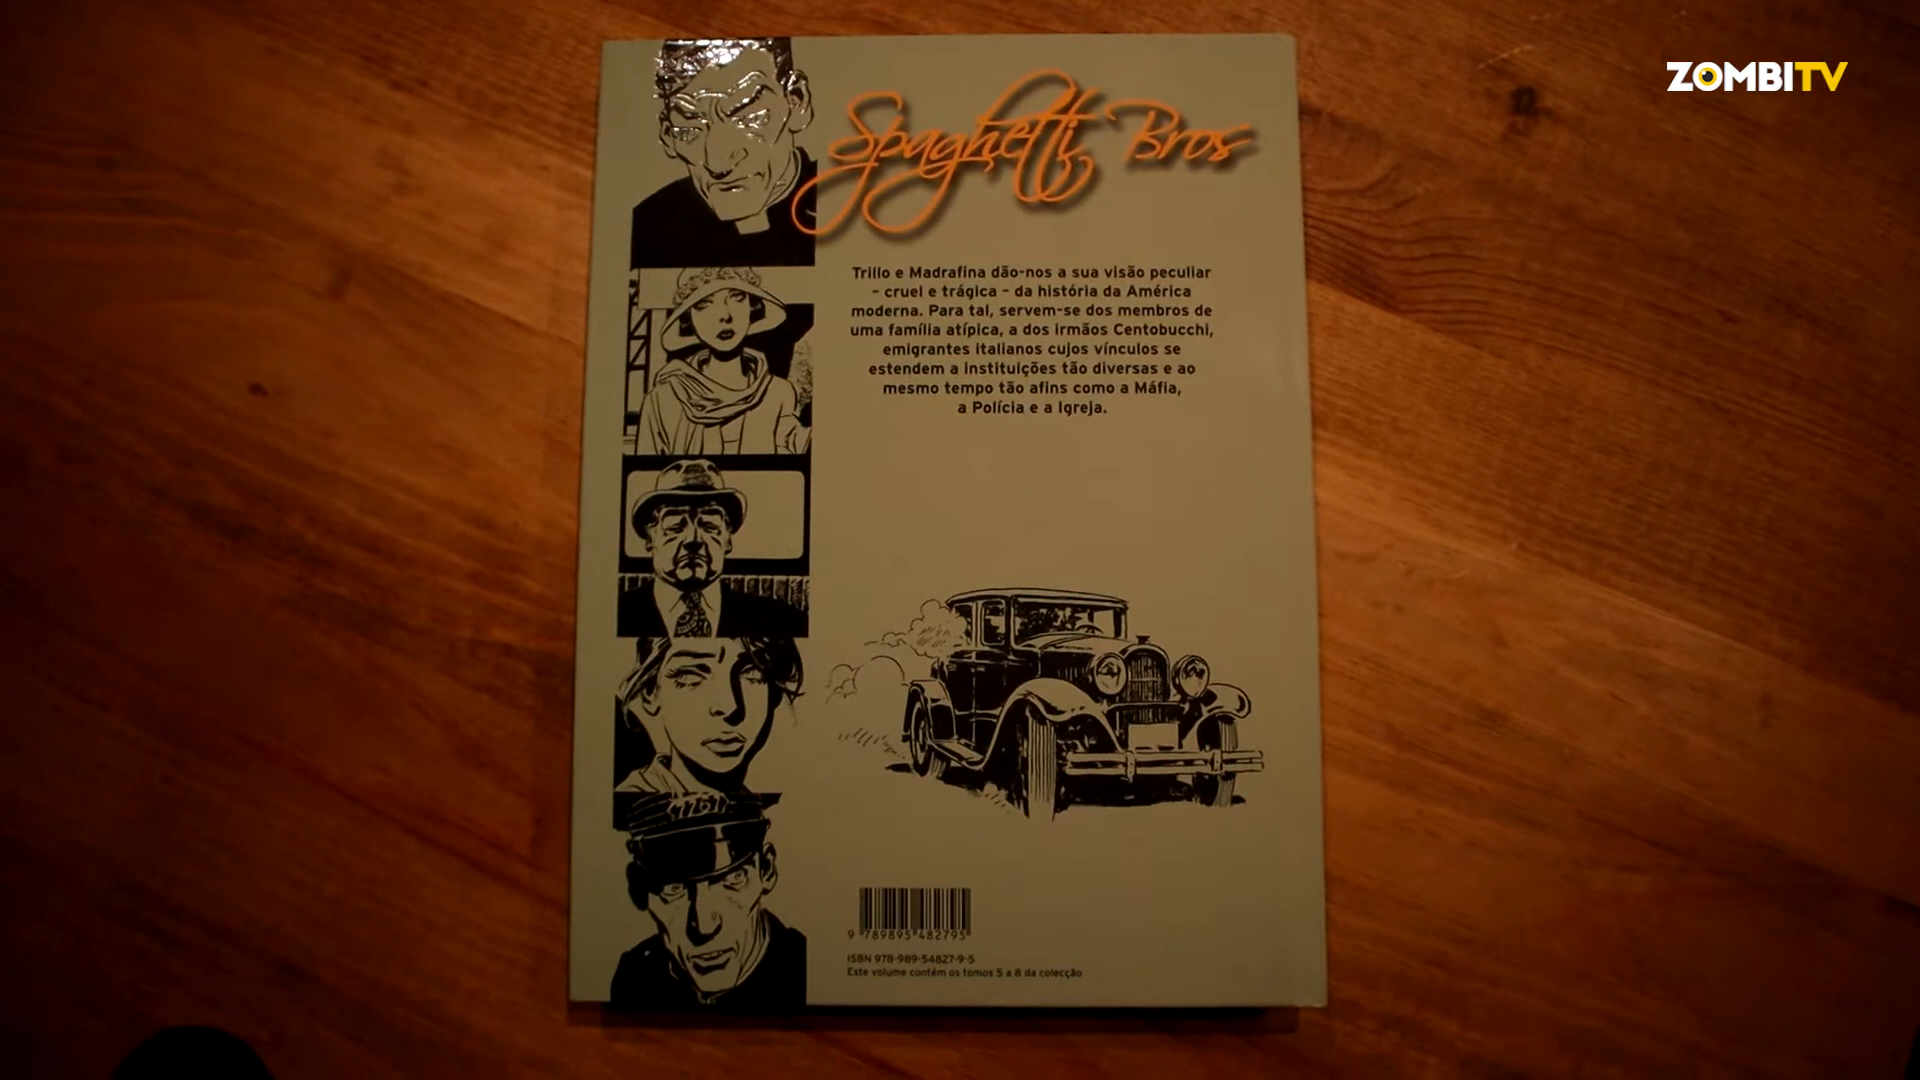 ZOMBITV
Spaghetti Bros
Trillo e Madrafina dão-nos a sua visão peculiar
- cruel e trágica - da história da América
moderna. Para tal, servem-se dos membros de
uma família atípica, a dos irmãos Centobucchi,
emigrantes italianos cujos vínculos se
estendem a instituições tão diversas e ao
mesmo tempo tão afins como a Máfia,
a Polícia e a Igreja.
9 789895 482795
ISBN 978-989-54827-9-5
Este volume contém os tomos 5 a 8 da colecção